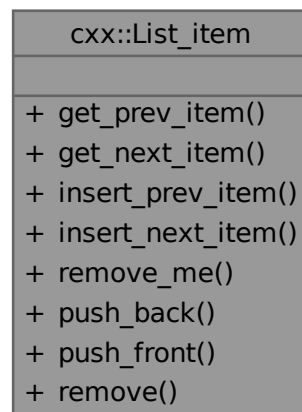 cxx::List_item
+ get_prev_item()
+ get_next_item()
+ insert_prev_item()
+ insert_next_item()
+ remove_me()
+ push_back()
+ push_front()
+ remove()